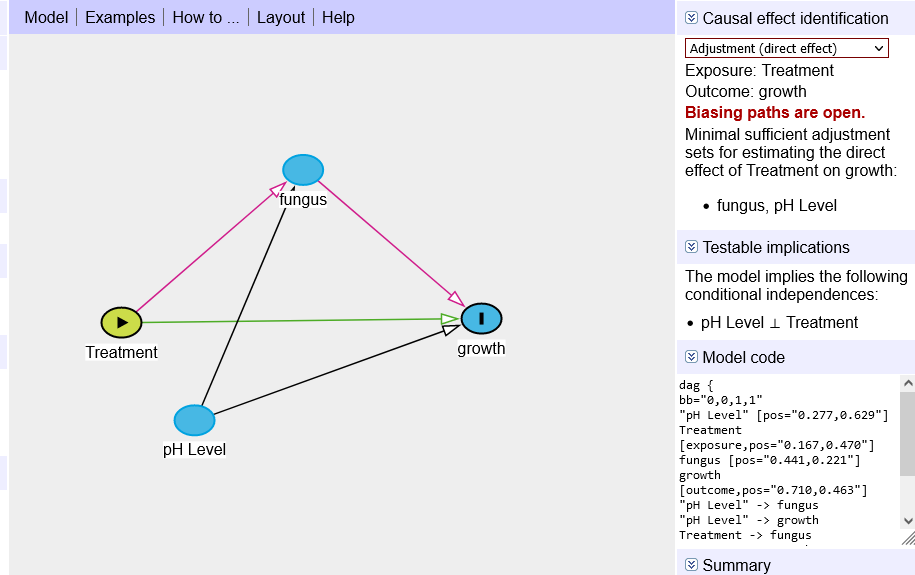 Model | Examples | How to ... | Layout | Help
fungus
Treatment
growth
pH Level
Causal effect identification
Adjustment (direct effect)
Exposure: Treatment
Outcome: growth
Biasing paths are open.
Minimal sufficient adjustment
sets for estimating the direct
effect of Treatment on growth:
• fungus, pH Level
Testable implications
The model implies the following
conditional independences:
• pH Level ⊥ Treatment
Model code
dag {
bb="0,0,1,1"
"pH Level" [pos="0.277,0.629"]
Treatment
[exposure,pos="0.167,0.470"]
fungus [pos="0.441,0.221"]
growth
[outcome,pos="0.710,0.463"]
"pH Level" -> fungus
"pH Level" -> growth
Treatment -> fungus
Summary